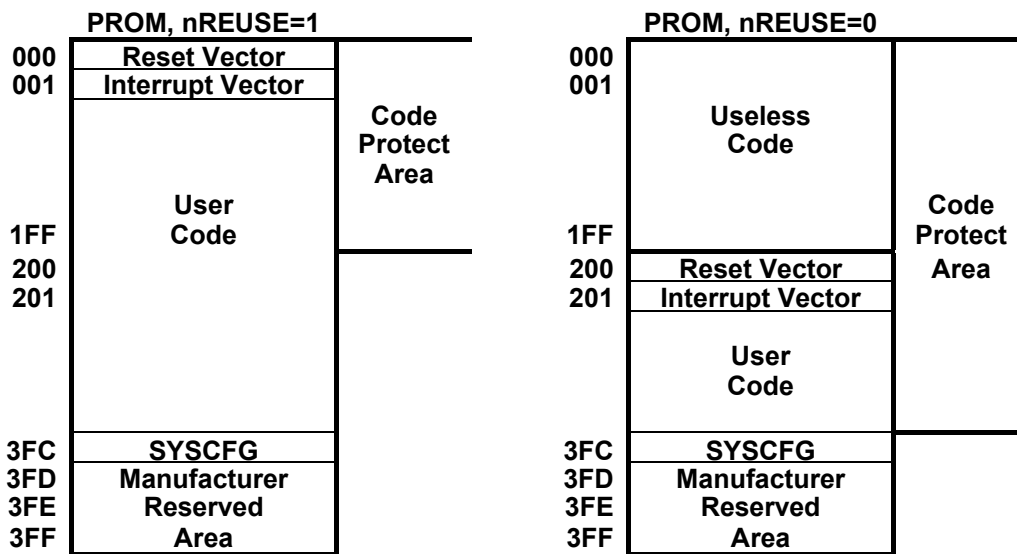 PROM, nREUSE=1
000 Reset Vector
001 Interrupt Vector
Code
Protect
Area
User
1FF Code
200
201
3FC SYSCFG
3FD Manufacturer
3FE Reserved
3FF Area
PROM, nREUSE=0
000
001
Useless
Code
Code
1FF Protect
200 Reset Vector Area
201 Interrupt Vector
User
Code
3FC SYSCFG
3FD Manufacturer
3FE Reserved
3FF Area